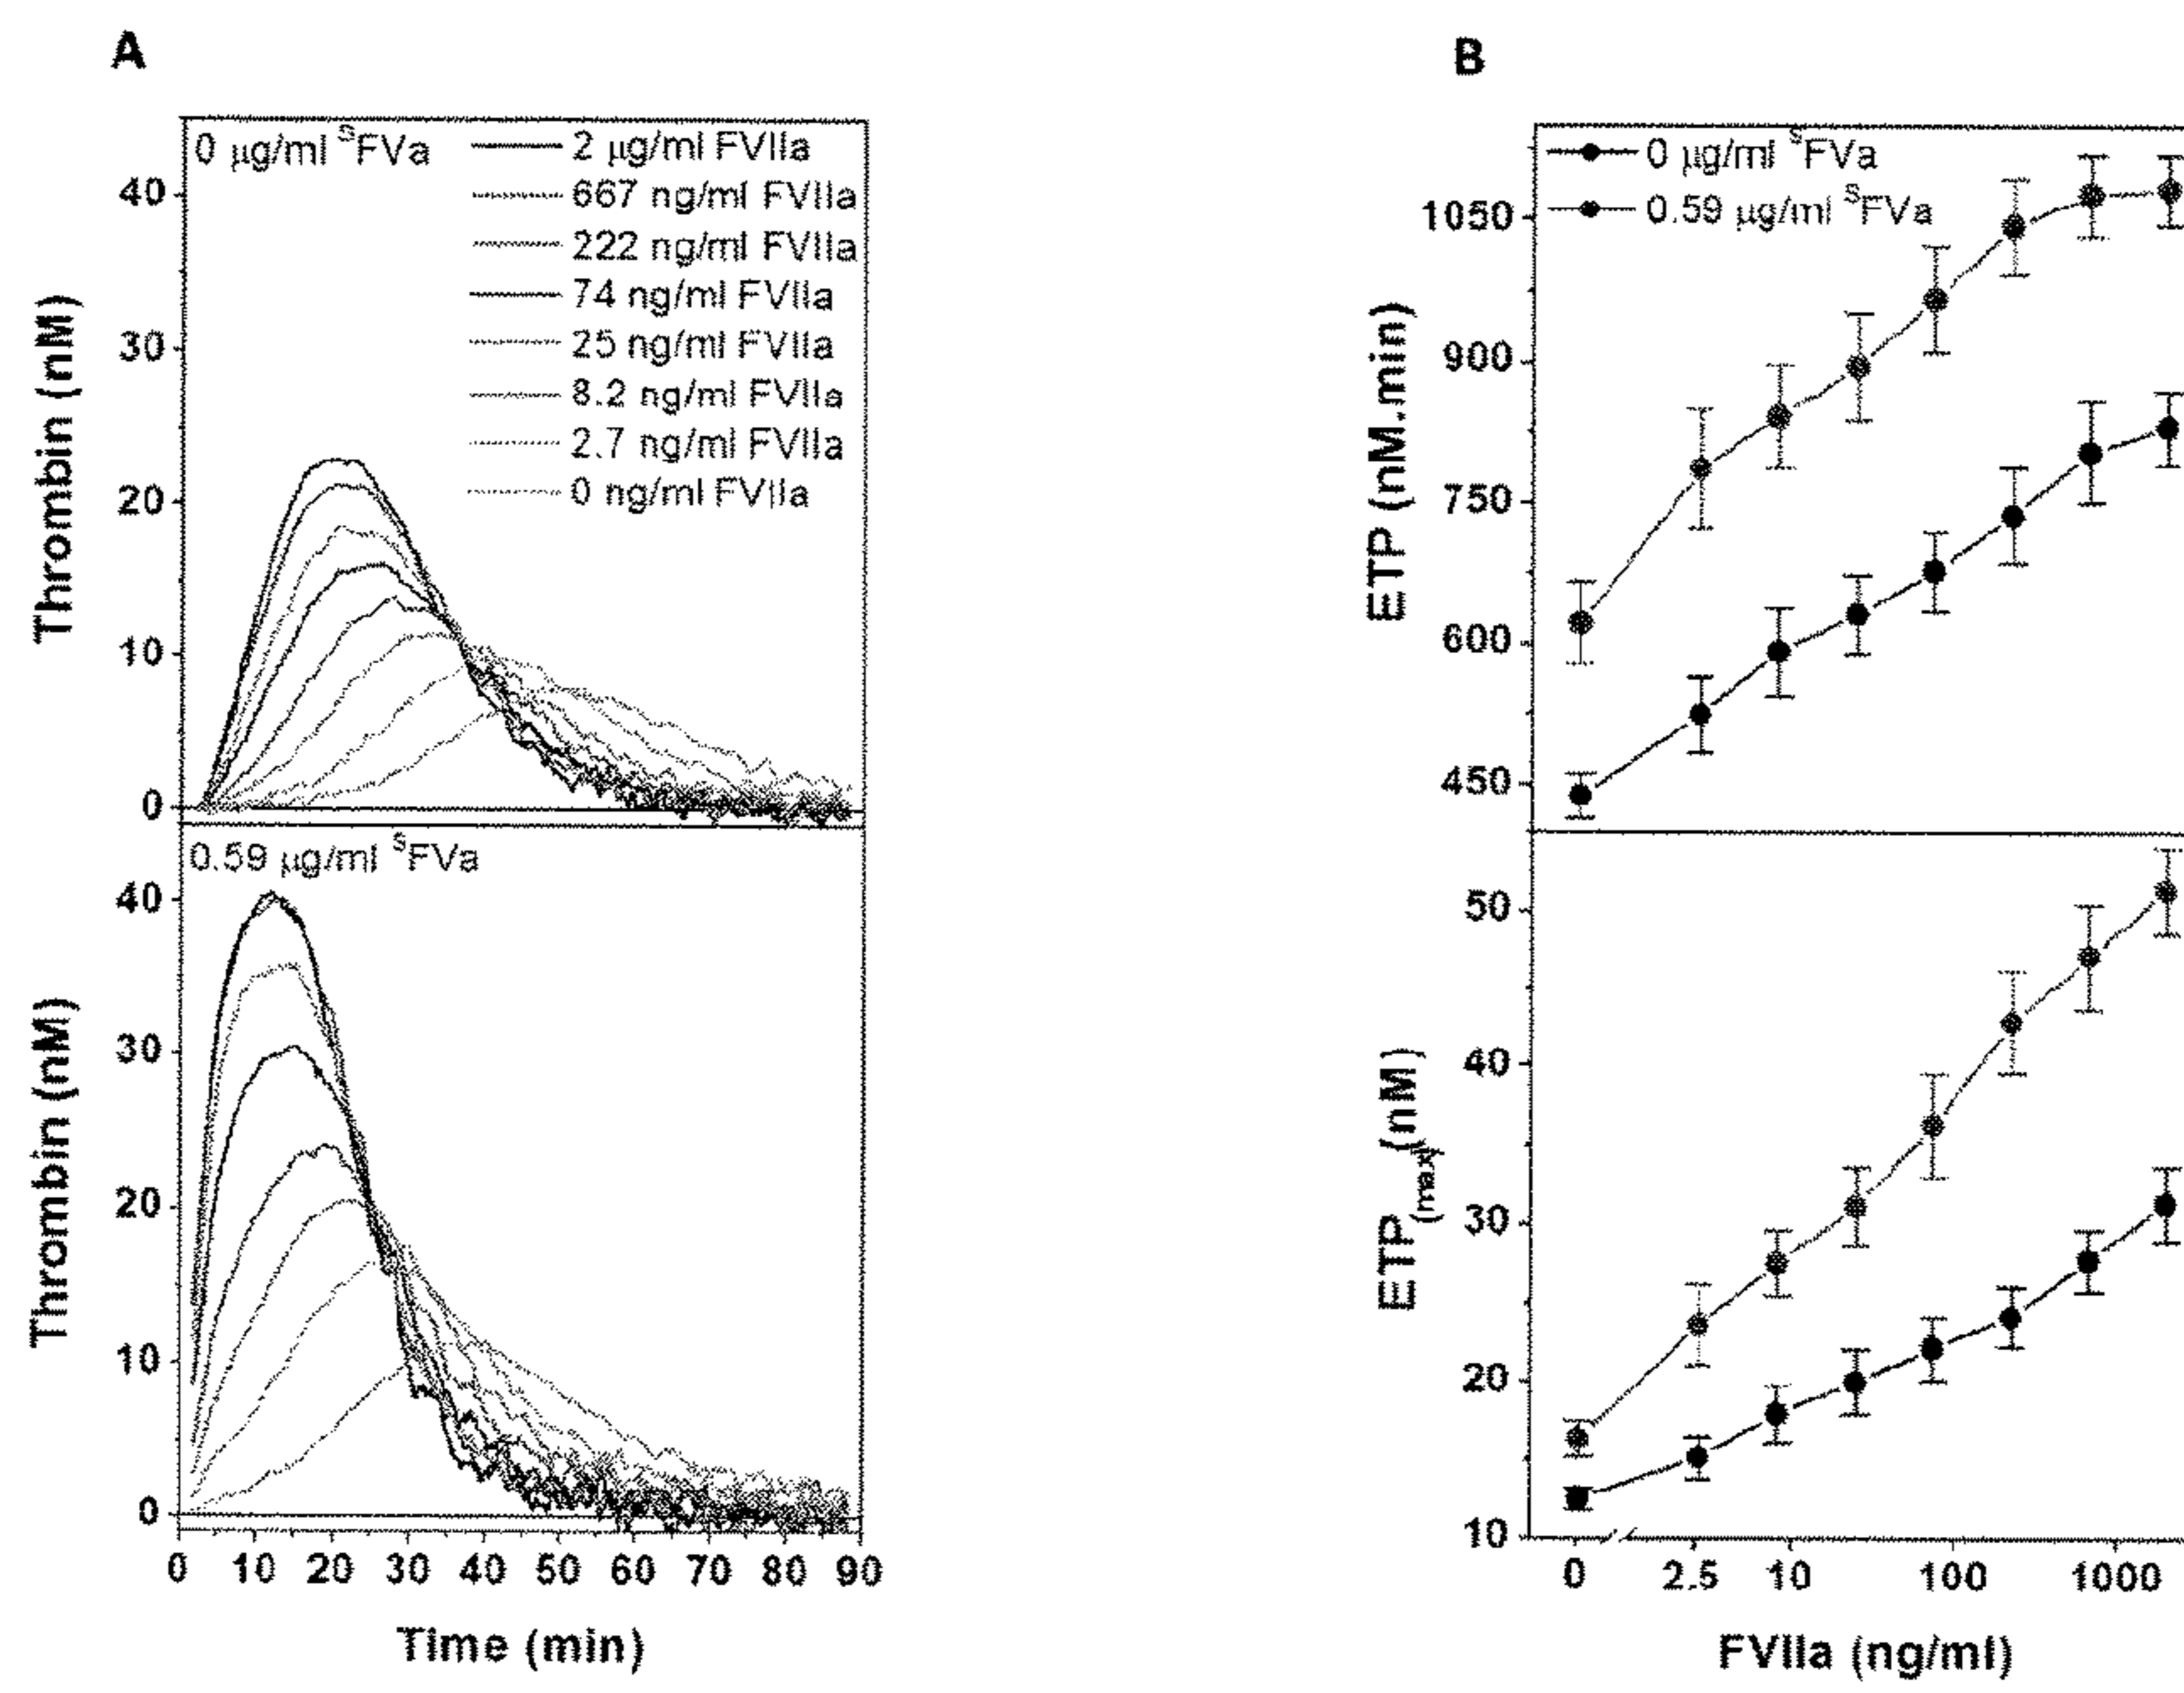 A
0 μg/ml SFVa
2 μg/ml FVIIa
667 ng/ml FVIIa
222 ng/ml FVIIa
74 ng/ml FVIIa
25 ng/ml FVIIa
8.2 ng/ml FVIIa
2.7 ng/ml FVIIa
0 ng/ml FVIIa
Thrombin (nM)
40
30
20
10
0
0.59 μg/ml SFVa
Thrombin (nM)
40
30
20
10
0
0 10 20 30 40 50 60 70 80 90
Time (min)
B
0 μg/ml SFVa
0.59 μg/ml SFVa
ETP (nM.min)
1050
900
750
600
450
ETP(max)(nM)
50
40
30
20
10
0 2.5 10 100 1000
FVIIa (ng/ml)